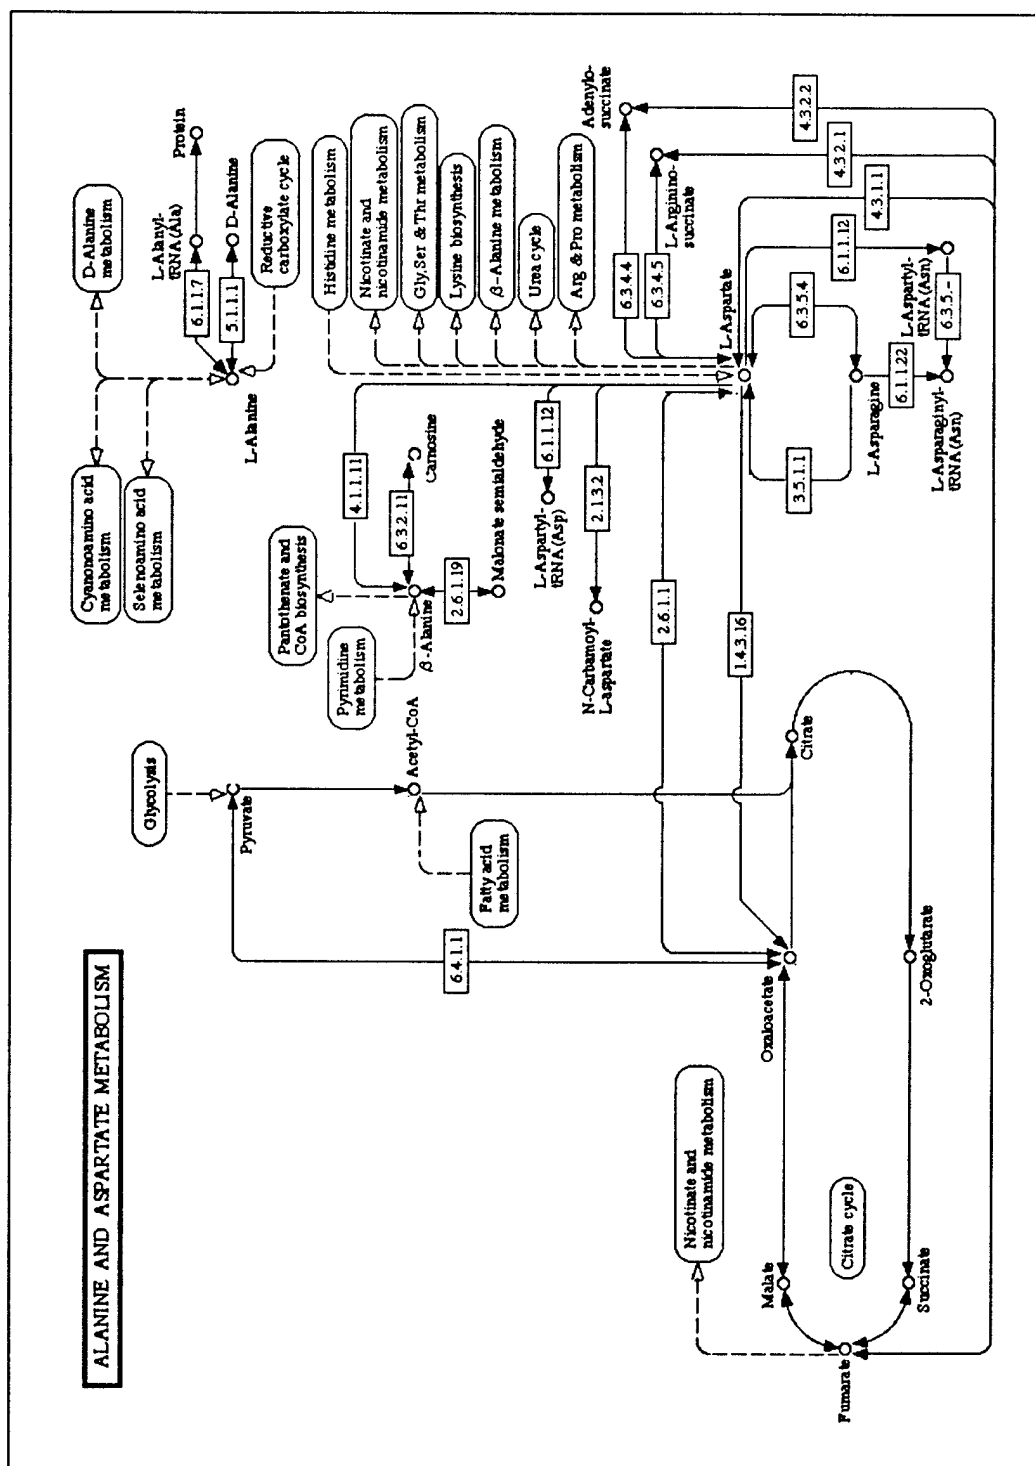 ALANINE AND ASPARTATE METABOLISM
Glycolysis
Pyruvate
6.4.1.1
Acetyl-CoA
Fatty acid
metabolism
Cyanonoamino acid
metabolism
Selenoamino acid
metabolism
D-Alanine
metabolism
L-Alanyl-
tRNA (Ala)
Protein
6.1.1.7
5.1.1.1
D-Alanine
L-Alanine
Reductive
carboxylate cycle
Pantothenate and
CoA biosynthesis
Pyrimidine
metabolism
β-Alanine
4.1.1.11
6.3.2.11
Carnosine
2.6.1.19
Malonate semialdehyde
Histidine metabolism
Nicotinate and
nicotinamide metabolism
Gly,Ser & Thr metabolism
Lysine biosynthesis
β-Alanine metabolism
Urea cycle
Arg & Pro metabolism
6.1.1.12
L-Aspartyl-
tRNA (Asp)
2.1.3.2
N-Carbamoyl-
L-aspartate
Adenylo-
succinate
6.3.4.4
6.3.4.5
L-Arginino-
succinate
4.3.2.2
4.3.2.1
4.3.1.1
2.6.1.1
1.4.3.16
L-Aspartate
6.1.1.12
6.3.5.4
3.5.1.1
L-Asparagine
6.1.1.22
L-Aspartyl-
tRNA (Asn)
6.3.5.-
L-Asparaginyl-
tRNA (Asn)
Nicotinate and
nicotinamide metabolism
Oxaloacetate
Citrate
Malate
Citrate cycle
Fumarate
Succinate
2-Oxoglutarate